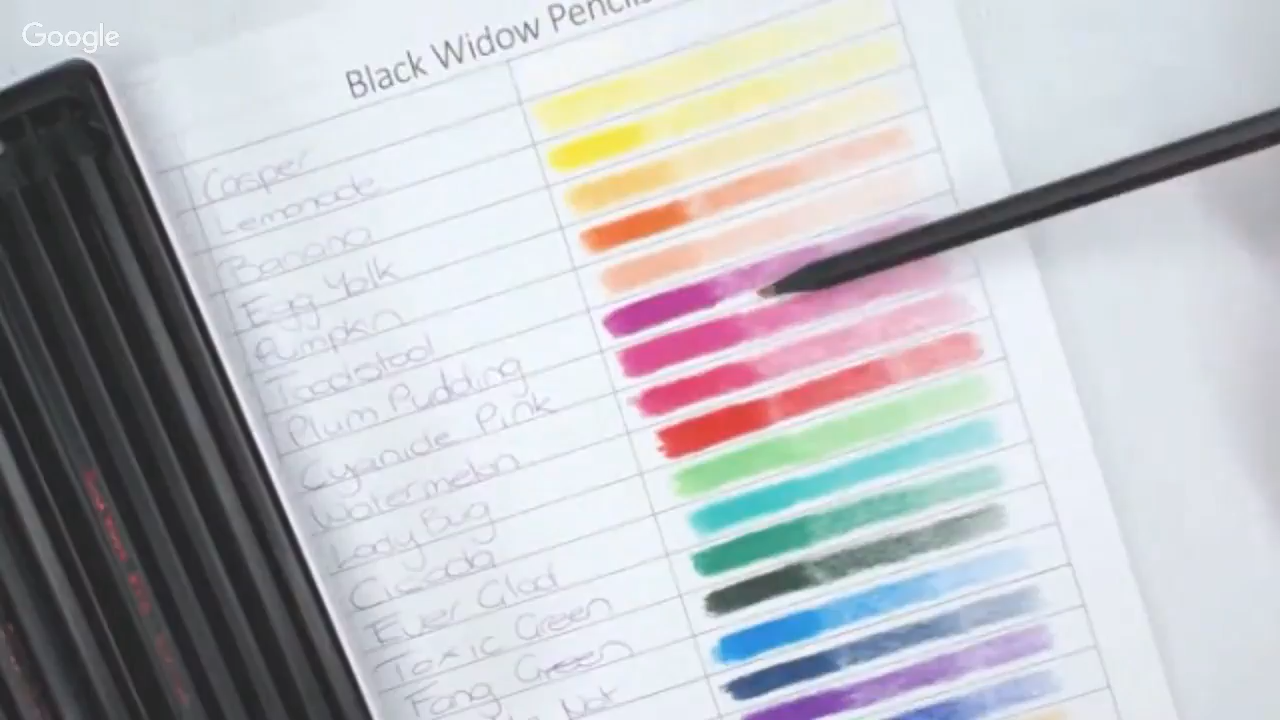 Google
Black Widow Pencils
Casper
Lemonade
Banana
Egg Yolk
Pumpkin
Toadstool
Plum Pudding
Cyanide Pink
Watermelon
Lady Bug
Cicada
Ever Glad
Toxic Green
Fang Green
Not